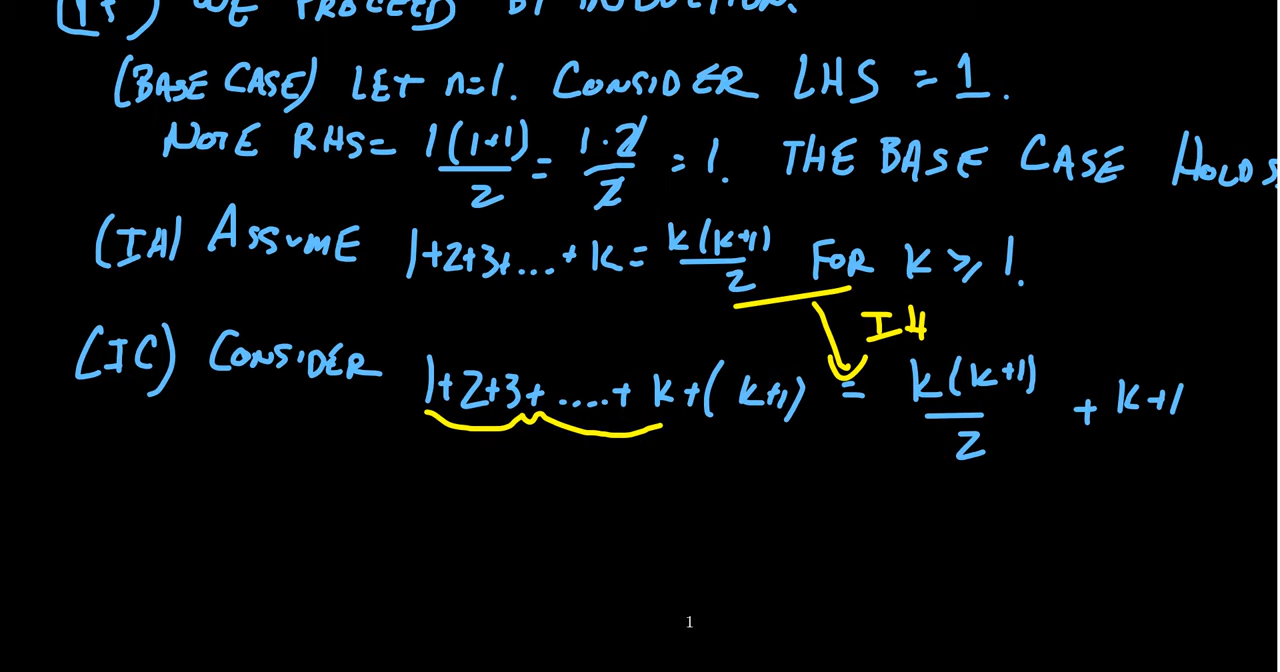 (Pf) WE PROCEED BY INDUCTION.
(BASE CASE) LET n=1. CONSIDER LHS = 1.
NOTE RHS = 1(1+1)/2 = 1·2/2 = 1. THE BASE CASE HOLDS
(IH) ASSUME 1+2+3+....+ k = k(k+1)/2 FOR k ⩾ 1.
IH
(IC) CONSIDER 1+2+3+.....+ k+(k+1) = k(k+1)/2 + k+1
1